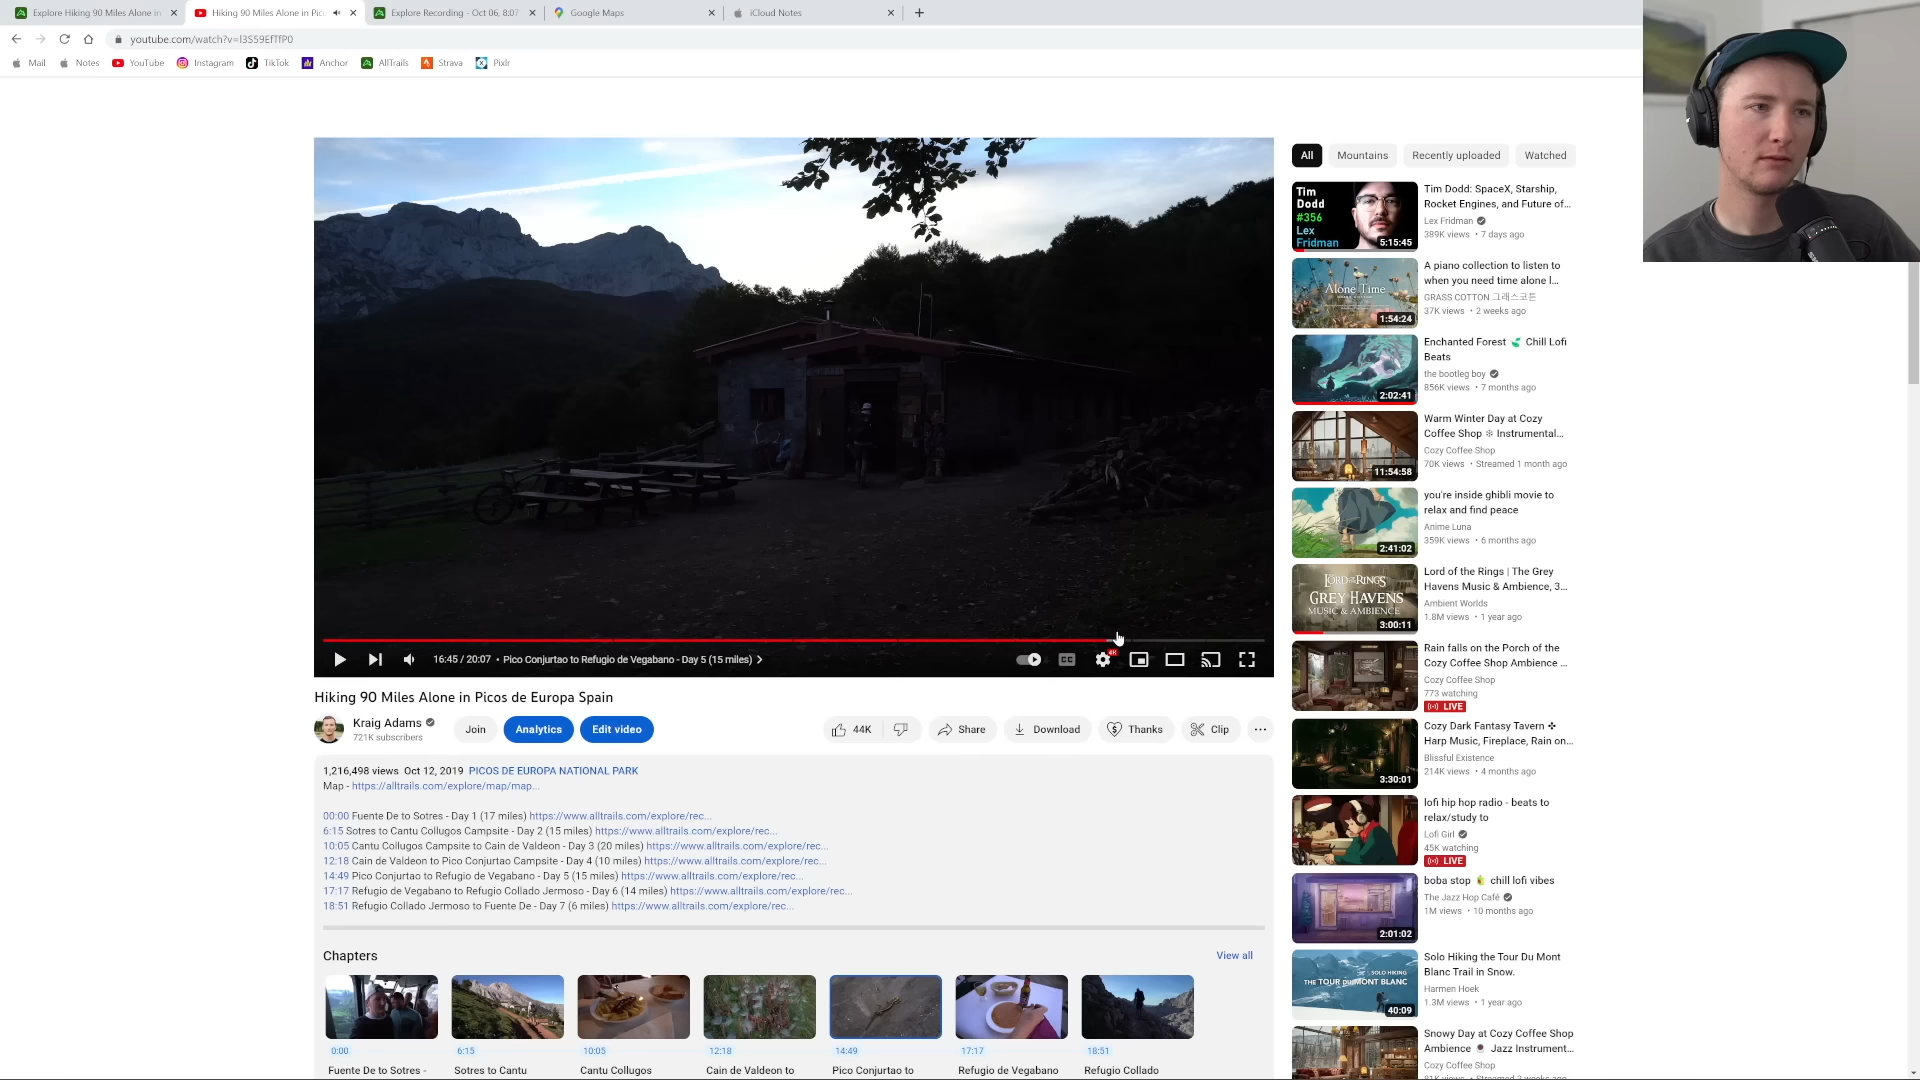 Explore Hiking 90 Miles Alone in
Hiking 90 Miles Alone in Pic
Explore Recording - Oct 06, 8:07
Google Maps
iCloud Notes
Mail
Notes
YouTube
Instagram
TikTok
Anchor
AllTrails
Strava
Pixlr
16:45 / 20:07 • Pico Conjurtao to Refugio de Vegabano - Day 5 (15 miles)
CC
4K
Hiking 90 Miles Alone in Picos de Europa Spain
Kraig Adams
721K subscribers
Join
Analytics
Edit video
44K
Share
Download
Thanks
Clip
1,216,498 views Oct 12, 2019 PICOS DE EUROPA NATIONAL PARK
Map - https://alltrails.com/explore/map/map...
00:00 Fuente De to Sotres - Day 1 (17 miles) https://www.alltrails.com/explore/rec...
6:15 Sotres to Cantu Collugos Campsite - Day 2 (15 miles) https://www.alltrails.com/explore/rec...
10:05 Cantu Collugos Campsite to Cain de Valdeon - Day 3 (20 miles) https://www.alltrails.com/explore/rec...
12:18 Cain de Valdeon to Pico Conjurtao Campsite - Day 4 (10 miles) https://www.alltrails.com/explore/rec...
14:49 Pico Conjurtao to Refugio de Vegabano - Day 5 (15 miles) https://www.alltrails.com/explore/rec...
17:17 Refugio de Vegabano to Refugio Collado Jermoso - Day 6 (14 miles) https://www.alltrails.com/explore/rec...
18:51 Refugio Collado Jermoso to Fuente De - Day 7 (6 miles) https://www.alltrails.com/explore/rec...
Chapters
View all
0:00
6:15
10:05
12:18
14:49
17:17
18:51
Fuente De to Sotres -
Sotres to Cantu
Cantu Collugos
Cain de Valdeon to
Pico Conjurtao to
Refugio de Vegabano
Refugio Collado
All
Mountains
Recently uploaded
Watched
Tim
Dodd
#356
Lex
Fridman
5:15:45
Tim Dodd: SpaceX, Starship,
Rocket Engines, and Future of...
Lex Fridman
389K views • 7 days ago
Alone Time
1:54:24
A piano collection to listen to
when you need time alone l...
GRASS COTTON 그래스코튼
37K views • 2 weeks ago
2:02:41
Enchanted Forest Chill Lofi
Beats
the bootleg boy
856K views • 7 months ago
11:54:58
Warm Winter Day at Cozy
Coffee Shop ❄ Instrumental...
Cozy Coffee Shop
70K views • Streamed 1 month ago
2:41:02
you're inside ghibli movie to
relax and find peace
Anime Luna
359K views • 6 months ago
LORD OF THE RINGS
GREY HAVENS
MUSIC & AMBIENCE
3:00:11
Lord of the Rings | The Grey
Havens Music & Ambience, 3...
Ambient Worlds
1.8M views • 1 year ago
Rain falls on the Porch of the
Cozy Coffee Shop Ambience ...
Cozy Coffee Shop
773 watching
LIVE
3:30:01
Cozy Dark Fantasy Tavern ✣
Harp Music, Fireplace, Rain on...
Blissful Existence
214K views • 4 months ago
lofi hip hop radio - beats to
relax/study to
Lofi Girl
45K watching
LIVE
2:01:02
boba stop chill lofi vibes
The Jazz Hop Café
1M views • 10 months ago
SOLO HIKING
THE TOUR DU MONT BLANC
40:09
Solo Hiking the Tour Du Mont
Blanc Trail in Snow.
Harmen Hoek
1.3M views • 1 year ago
Snowy Day at Cozy Coffee Shop
Ambience Jazz Instrument...
Cozy Coffee Shop